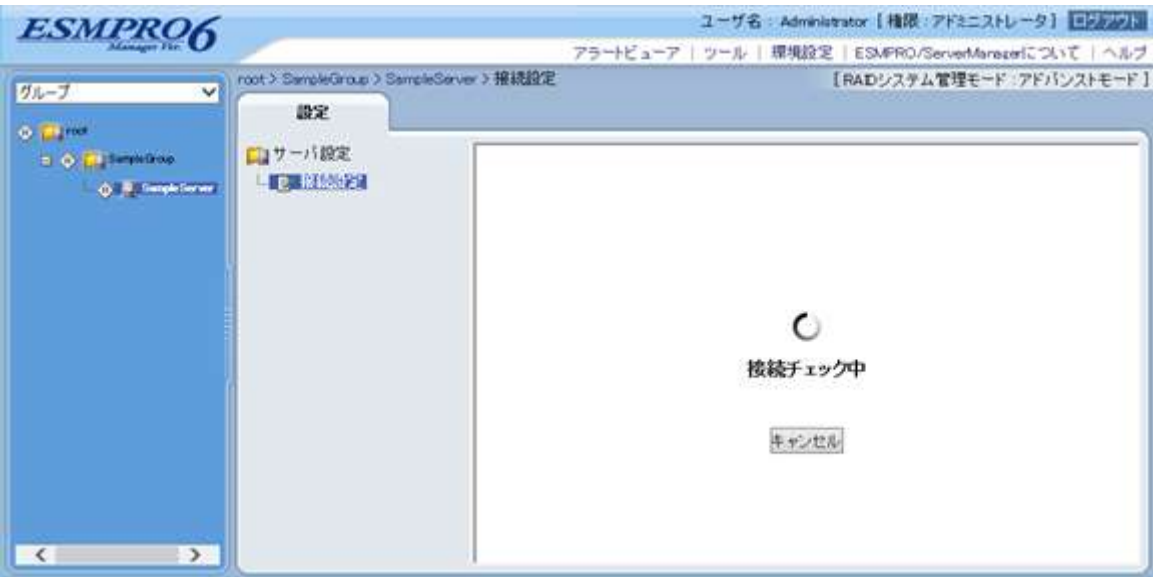 ESMPRO6
Manager Ver.
ユーザ名 : Administrator [ 権限 : アドミニストレータ ] ログアウト
アラートビューア | ツール | 環境設定 | ESMPRO/ServerManagerについて | ヘルプ
グループ
root
SampleGroup
SampleServer
root > SampleGroup > SampleServer > 接続設定
[ RAIDシステム管理モード : アドバンストモード ]
設定
サーバ設定
接続設定
接続チェック中
キャンセル